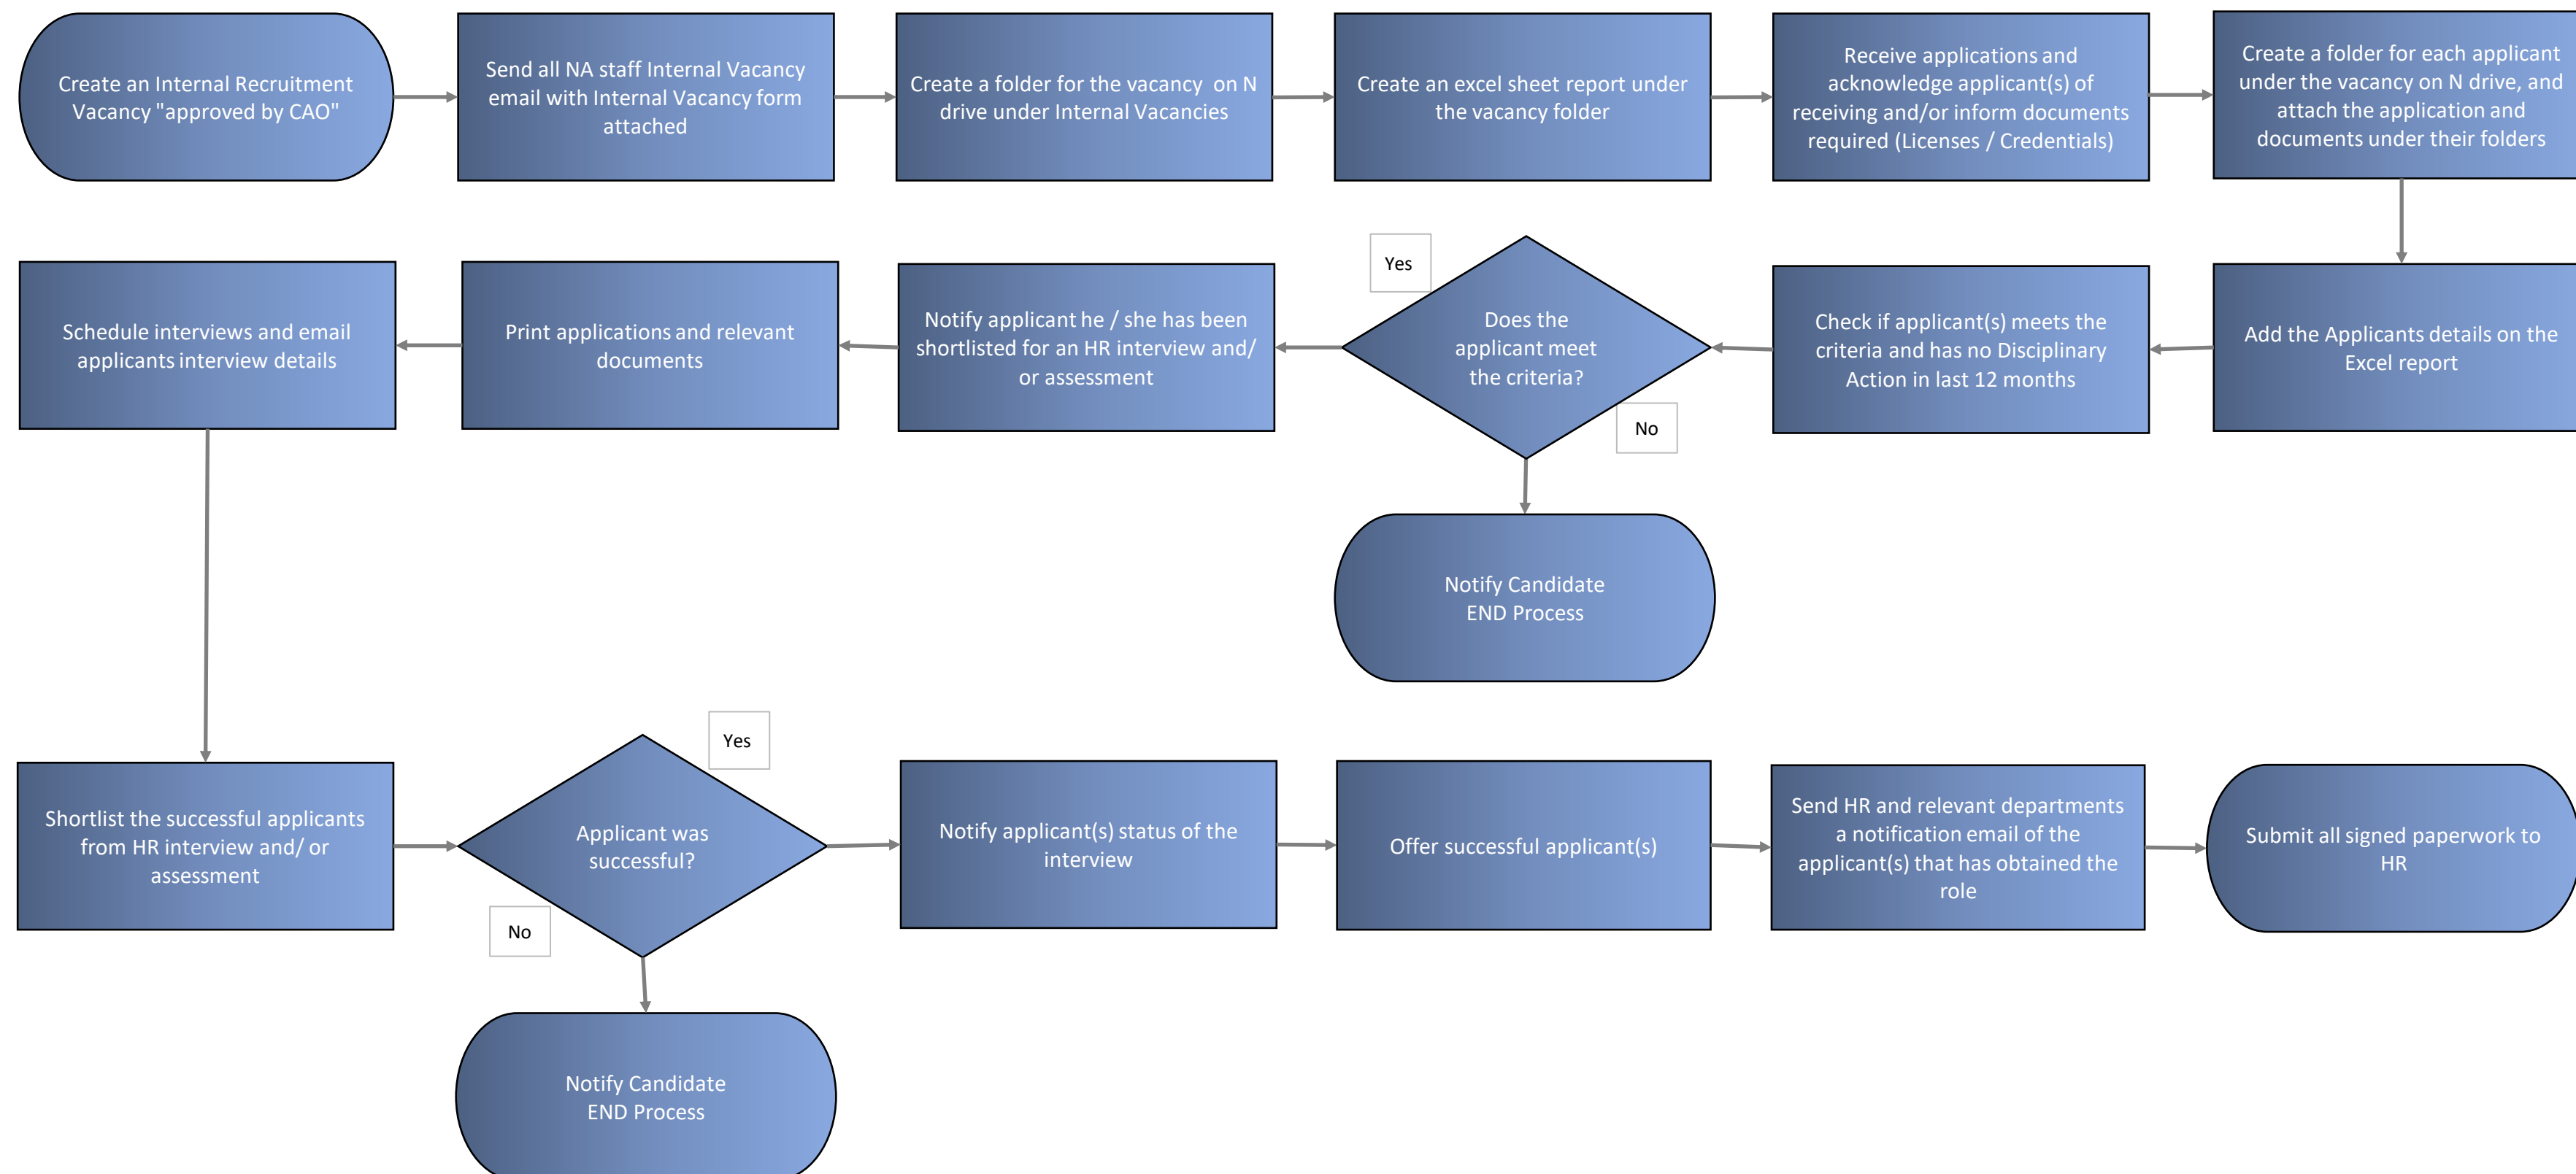 Create an Internal Recruitment
Vacancy "approved by CAO"
Send all NA staff Internal Vacancy
email with Internal Vacancy form
attached
Create a folder for the vacancy on N
drive under Internal Vacancies
Create an excel sheet report under
the vacancy folder
Receive applications and
acknowledge applicant(s) of
receiving and/or inform documents
required (Licenses / Credentials)
Create a folder for each applicant
under the vacancy on N drive, and
attach the application and
documents under their folders
Add the Applicants details on the
Excel report
Check if applicant(s) meets the
criteria and has no Disciplinary
Action in last 12 months
Does the
applicant meet
the criteria?
Yes
No
Notify Candidate
END Process
Notify applicant he / she has been
shortlisted for an HR interview and/
or assessment
Print applications and relevant
documents
Schedule interviews and email
applicants interview details
Shortlist the successful applicants
from HR interview and/ or
assessment
Applicant was
successful?
Yes
No
Notify Candidate
END Process
Notify applicant(s) status of the
interview
Offer successful applicant(s)
Send HR and relevant departments
a notification email of the
applicant(s) that has obtained the
role
Submit all signed paperwork to
HR